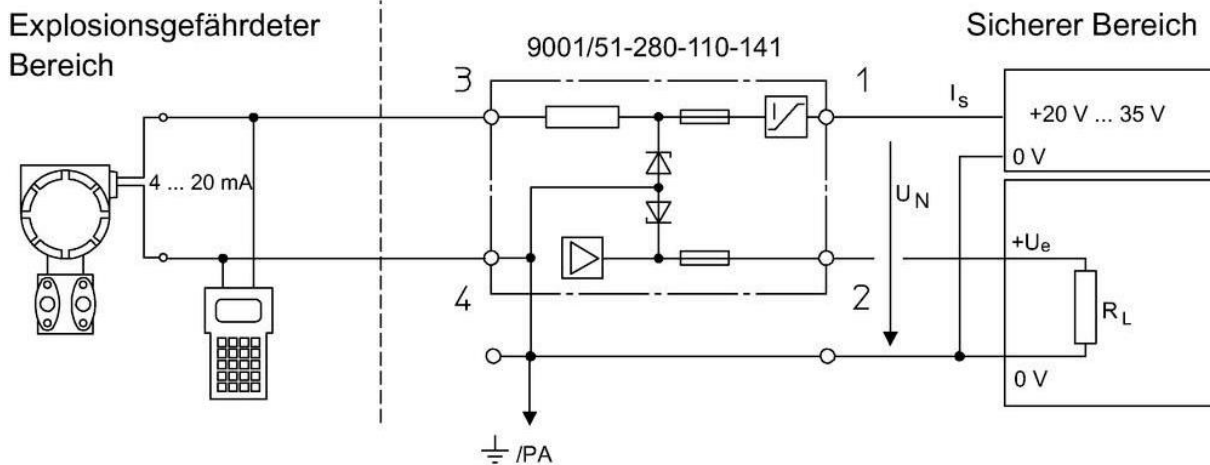 Explosionsgefährdeter
Bereich
Sicherer Bereich
9001/51-280-110-141
3
1
I
s
+20 V ... 35 V
0 V
4 ... 20 mA
U N
+Ue
4
2
R L
0 V
/PA